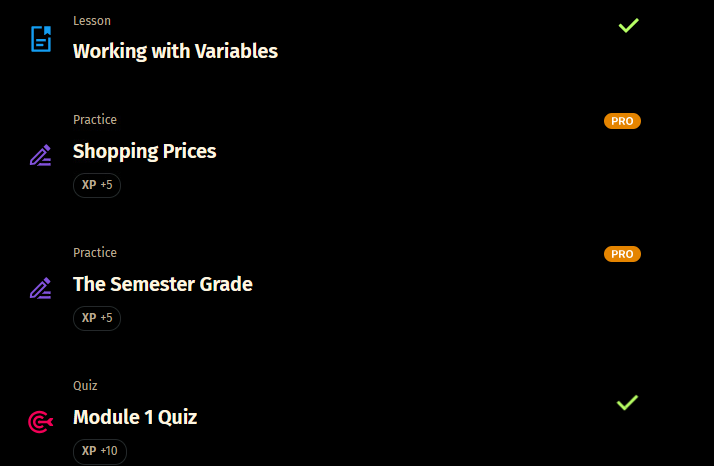 Lesson
Working with Variables
Practice
PRO
Shopping Prices
XP +5
Practice
PRO
The Semester Grade
XP +5
Quiz
Module 1 Quiz
XP +10